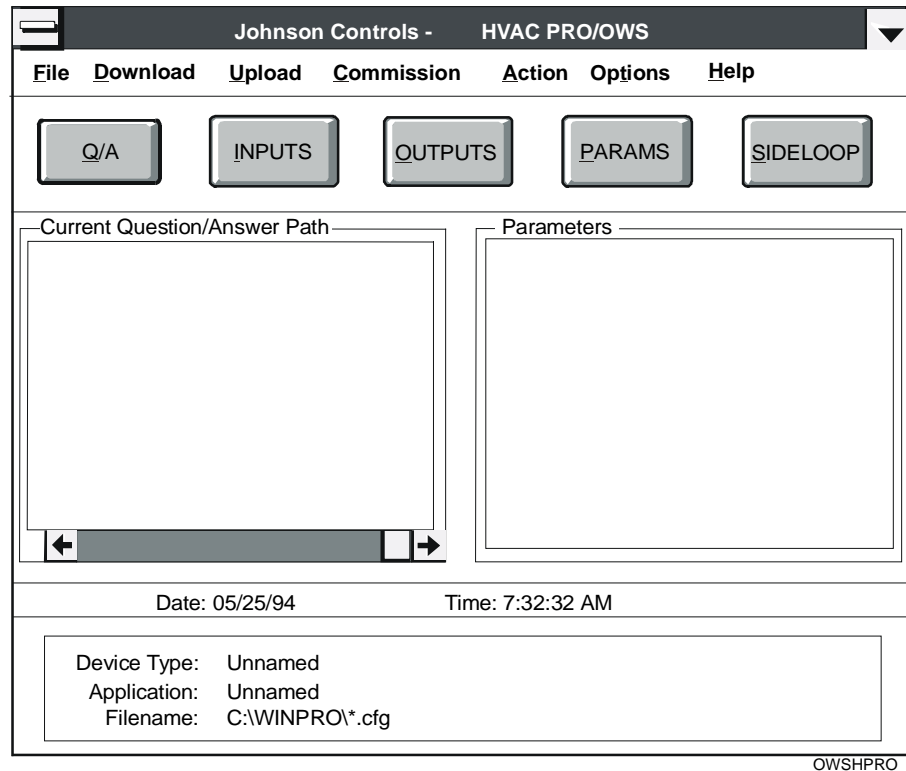 Johnson Controls - HVAC PRO/OWS
File Download Upload Commission Action Options Help
Q/A INPUTS OUTPUTS PARAMS SIDELOOP
Current Question/Answer Path Parameters
Date: 05/25/94 Time: 7:32:32 AM
Device Type: Unnamed
Application: Unnamed
Filename: C:\WINPRO\*.cfg
OWSHPRO